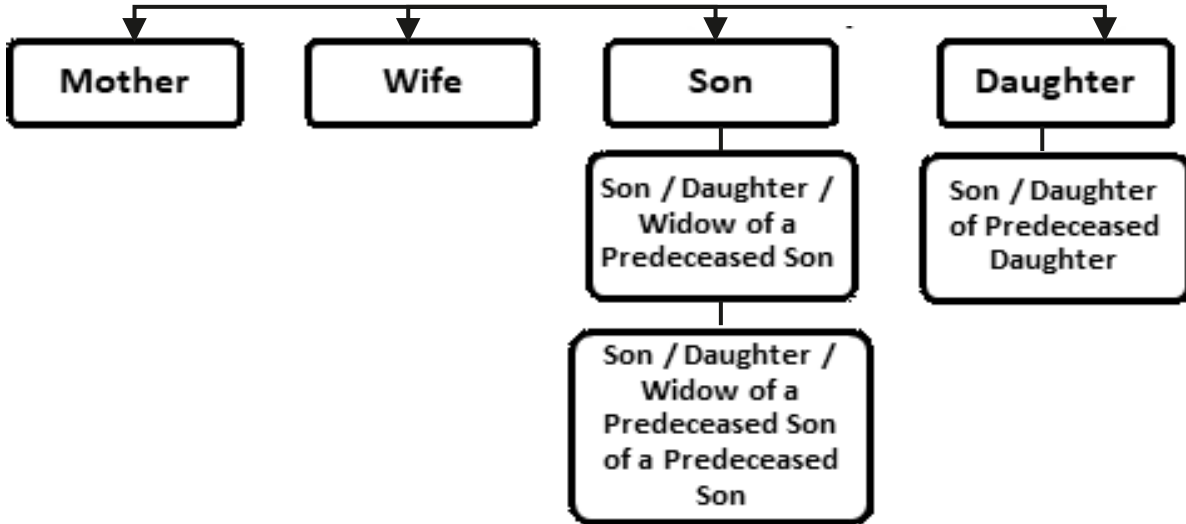 Mother
Wife
Son
Daughter
Son / Daughter /
Widow of a
Predeceased Son
Son / Daughter
of Predeceased
Daughter
Son / Daughter /
Widow of a
Predeceased Son
of a Predeceased
Son